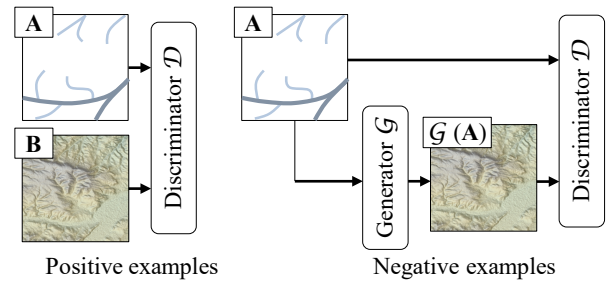 A
B
Discriminator 𝒟
Positive examples
A
Generator 𝒢
𝒢 (A)
Discriminator 𝒟
Negative examples